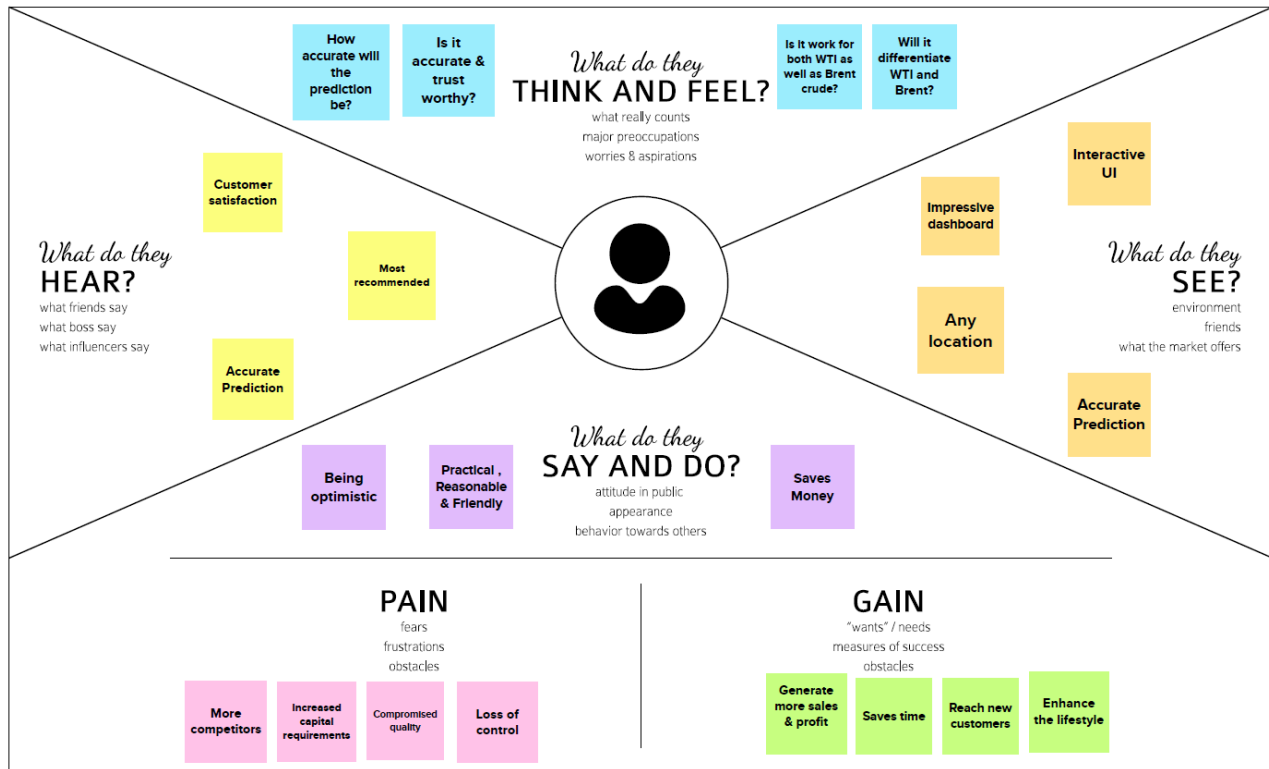 How
accurate will
the
prediction
be?
Is it
accurate &
trust
worthy?
What do they
THINK AND FEEL?
what really counts
major preoccupations
worries & aspirations
Is it work for
both WTI as
well as Brent
crude?
Will it
differentiate
WTI and
Brent?
Customer
satisfaction
Most
recommended
What do they
HEAR?
what friends say
what boss say
what influencers say
Accurate
Prediction
Interactive
UI
Impressive
dashboard
What do they
SEE?
environment
friends
what the market offers
Any
location
Accurate
Prediction
What do they
SAY AND DO?
attitude in public
appearance
behavior towards others
Being
optimistic
Practical ,
Reasonable
& Friendly
Saves
Money
PAIN
fears
frustrations
obstacles
More
competitors
Increased
capital
requirements
Compromised
quality
Loss of
control
GAIN
"wants" / needs
measures of success
obstacles
Generate
more sales
& profit
Saves time
Reach new
customers
Enhance
the lifestyle